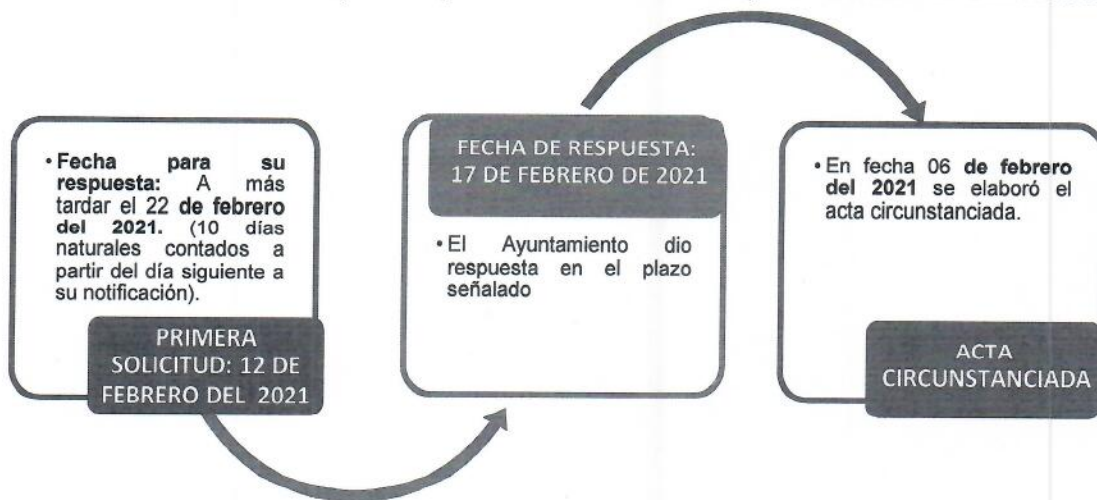 • Fecha para su
respuesta: A más
tardar el 22 de febrero
del 2021. (10 días
naturales contados a
partir del día siguiente a
su notificación).
PRIMERA
SOLICITUD: 12 DE
FEBRERO DEL 2021
FECHA DE RESPUESTA:
17 DE FEBRERO DE 2021
• El Ayuntamiento dio
respuesta en el plazo
señalado
• En fecha 06 de febrero
del 2021 se elaboró el
acta circunstanciada.
ACTA
CIRCUNSTANCIADA